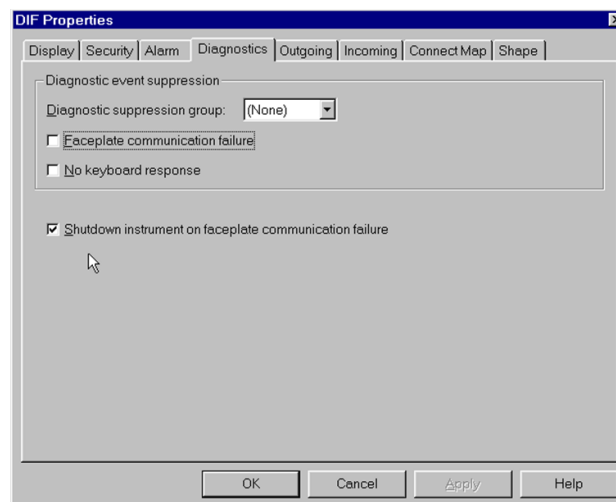 DIF Properties
Display Security Alarm Diagnostics Outgoing Incoming Connect Map Shape
Diagnostic event suppression
Diagnostic suppression group: (None)
Faceplate communication failure
No keyboard response
Shutdown instrument on faceplate communication failure
OK Cancel Apply Help